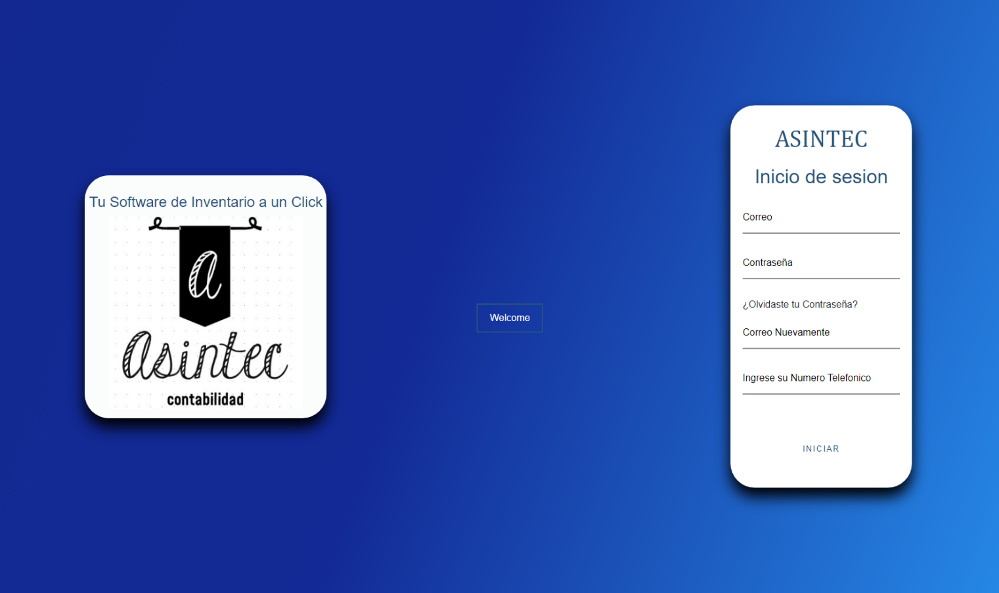 Tu Software de Inventario a un Click
a
Asintec
contabilidad
Welcome
ASINTEC
Inicio de sesion
Correo
Contraseña
¿Olvidaste tu Contraseña?
Correo Nuevamente
Ingrese su Numero Telefonico
INICIAR